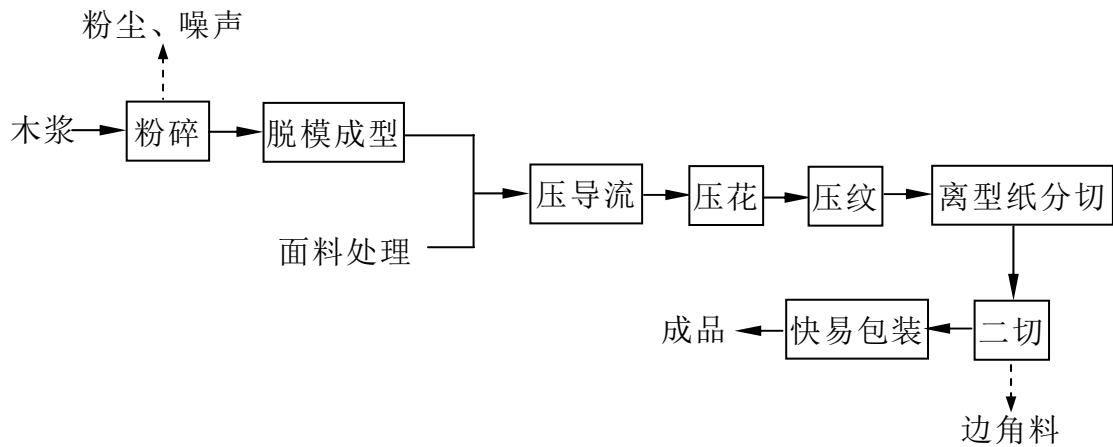 粉尘、噪声
木浆
粉碎
脱模成型
压导流
压花
压纹
离型纸分切
面料处理
成品
快易包装
二切
边角料